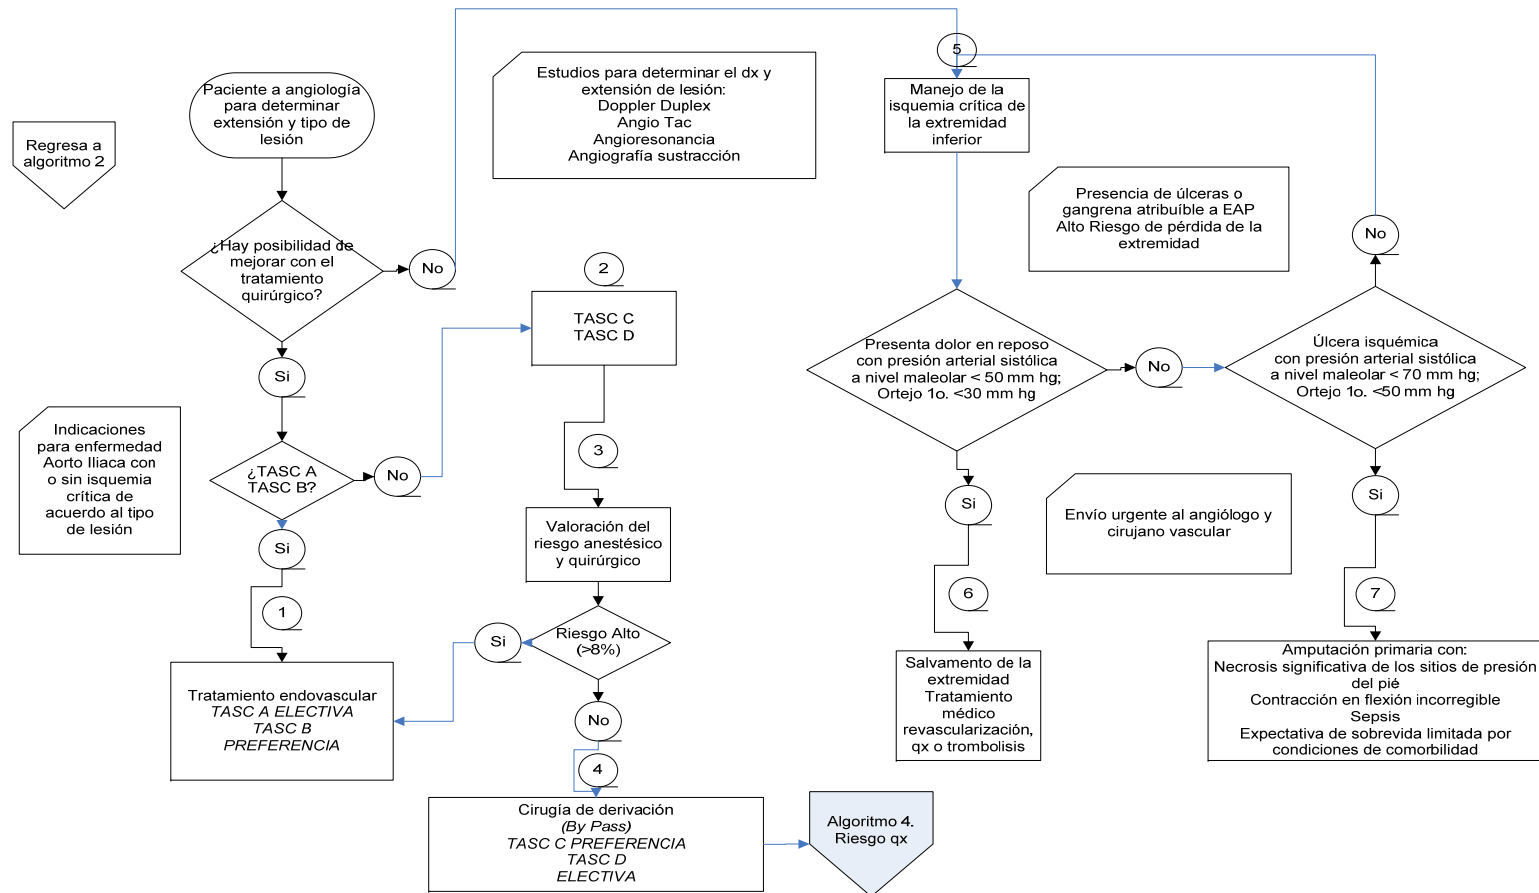 Regresa a
algoritmo 2
Paciente a angiología
para determinar
extensión y tipo de
lesión
Estudios para determinar el dx y
extensión de lesión:
Doppler Duplex
Angio Tac
Angioresonancia
Angiografía sustracción
¿Hay posibilidad de
mejorar con el
tratamiento
quirúrgico?
No
Si
Indicaciones
para enfermedad
Aorto Iliaca con
o sin isquemia
crítica de
acuerdo al tipo
de lesión
¿TASC A
TASC B?
No
Si
1
Tratamiento endovascular
TASC A ELECTIVA
TASC B
PREFERENCIA
2
TASC C
TASC D
3
Valoración del
riesgo anestésico
y quirúrgico
Riesgo Alto
(>8%)
Si
No
4
Cirugía de derivación
(By Pass)
TASC C PREFERENCIA
TASC D
ELECTIVA
Algoritmo 4.
Riesgo qx
5
Manejo de la
isquemia crítica de
la extremidad
inferior
Presencia de úlceras o
gangrena atribuíble a EAP
Alto Riesgo de pérdida de la
extremidad
Presenta dolor en reposo
con presión arterial sistólica
a nivel maleolar < 50 mm hg;
Ortejo 1o. <30 mm hg
No
Úlcera isquémica
con presión arterial sistólica
a nivel maleolar < 70 mm hg;
Ortejo 1o. <50 mm hg
No
Si
Envío urgente al angiólogo y
cirujano vascular
Si
6
Salvamento de la
extremidad
Tratamiento
médico
revascularización,
qx o trombolisis
7
Amputación primaria con:
Necrosis significativa de los sitios de presión
del pié
Contracción en flexión incorregible
Sepsis
Expectativa de sobrevida limitada por
condiciones de comorbilidad